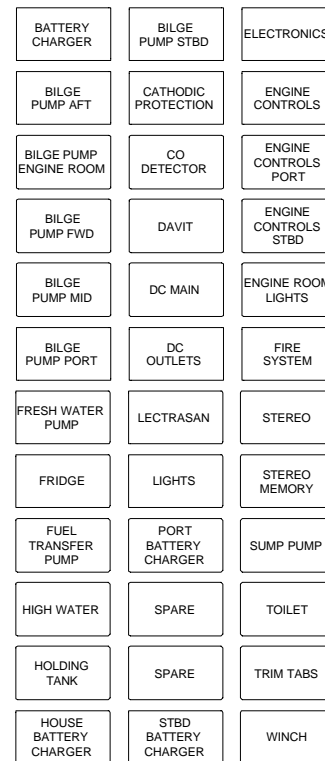 BATTERY
CHARGER
BILGE
PUMP STBD
ELECTRONICS
BILGE
PUMP AFT
CATHODIC
PROTECTION
ENGINE
CONTROLS
BILGE PUMP
ENGINE ROOM
CO
DETECTOR
ENGINE
CONTROLS
PORT
BILGE
PUMP FWD
DAVIT
ENGINE
CONTROLS
STBD
BILGE
PUMP MID
DC MAIN
ENGINE ROOM
LIGHTS
BILGE
PUMP PORT
DC
OUTLETS
FIRE
SYSTEM
FRESH WATER
PUMP
LECTRASAN
STEREO
FRIDGE
LIGHTS
STEREO
MEMORY
FUEL
TRANSFER
PUMP
PORT
BATTERY
CHARGER
SUMP PUMP
HIGH WATER
SPARE
TOILET
HOLDING
TANK
SPARE
TRIM TABS
HOUSE
BATTERY
CHARGER
STBD
BATTERY
CHARGER
WINCH